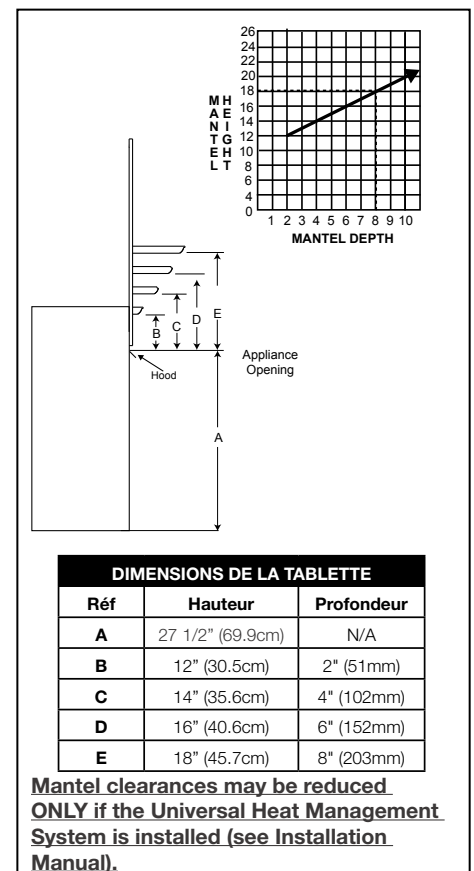 26
24
22
20
18
16
14
12
10
8
6
4
0
MANTEL
HEIGHT
1 2 3 4 5 6 7 8 9 10
MANTEL DEPTH
B
C
D
E
Hood
Appliance
Opening
A
DIMENSIONS DE LA TABLETTE
Réf Hauteur Profondeur
A 27 1/2” (69.9cm) N/A
B 12” (30.5cm) 2" (51mm)
C 14” (35.6cm) 4" (102mm)
D 16” (40.6cm) 6" (152mm)
E 18” (45.7cm) 8" (203mm)
Mantel clearances may be reduced
ONLY if the Universal Heat Management
System is installed (see Installation
Manual).